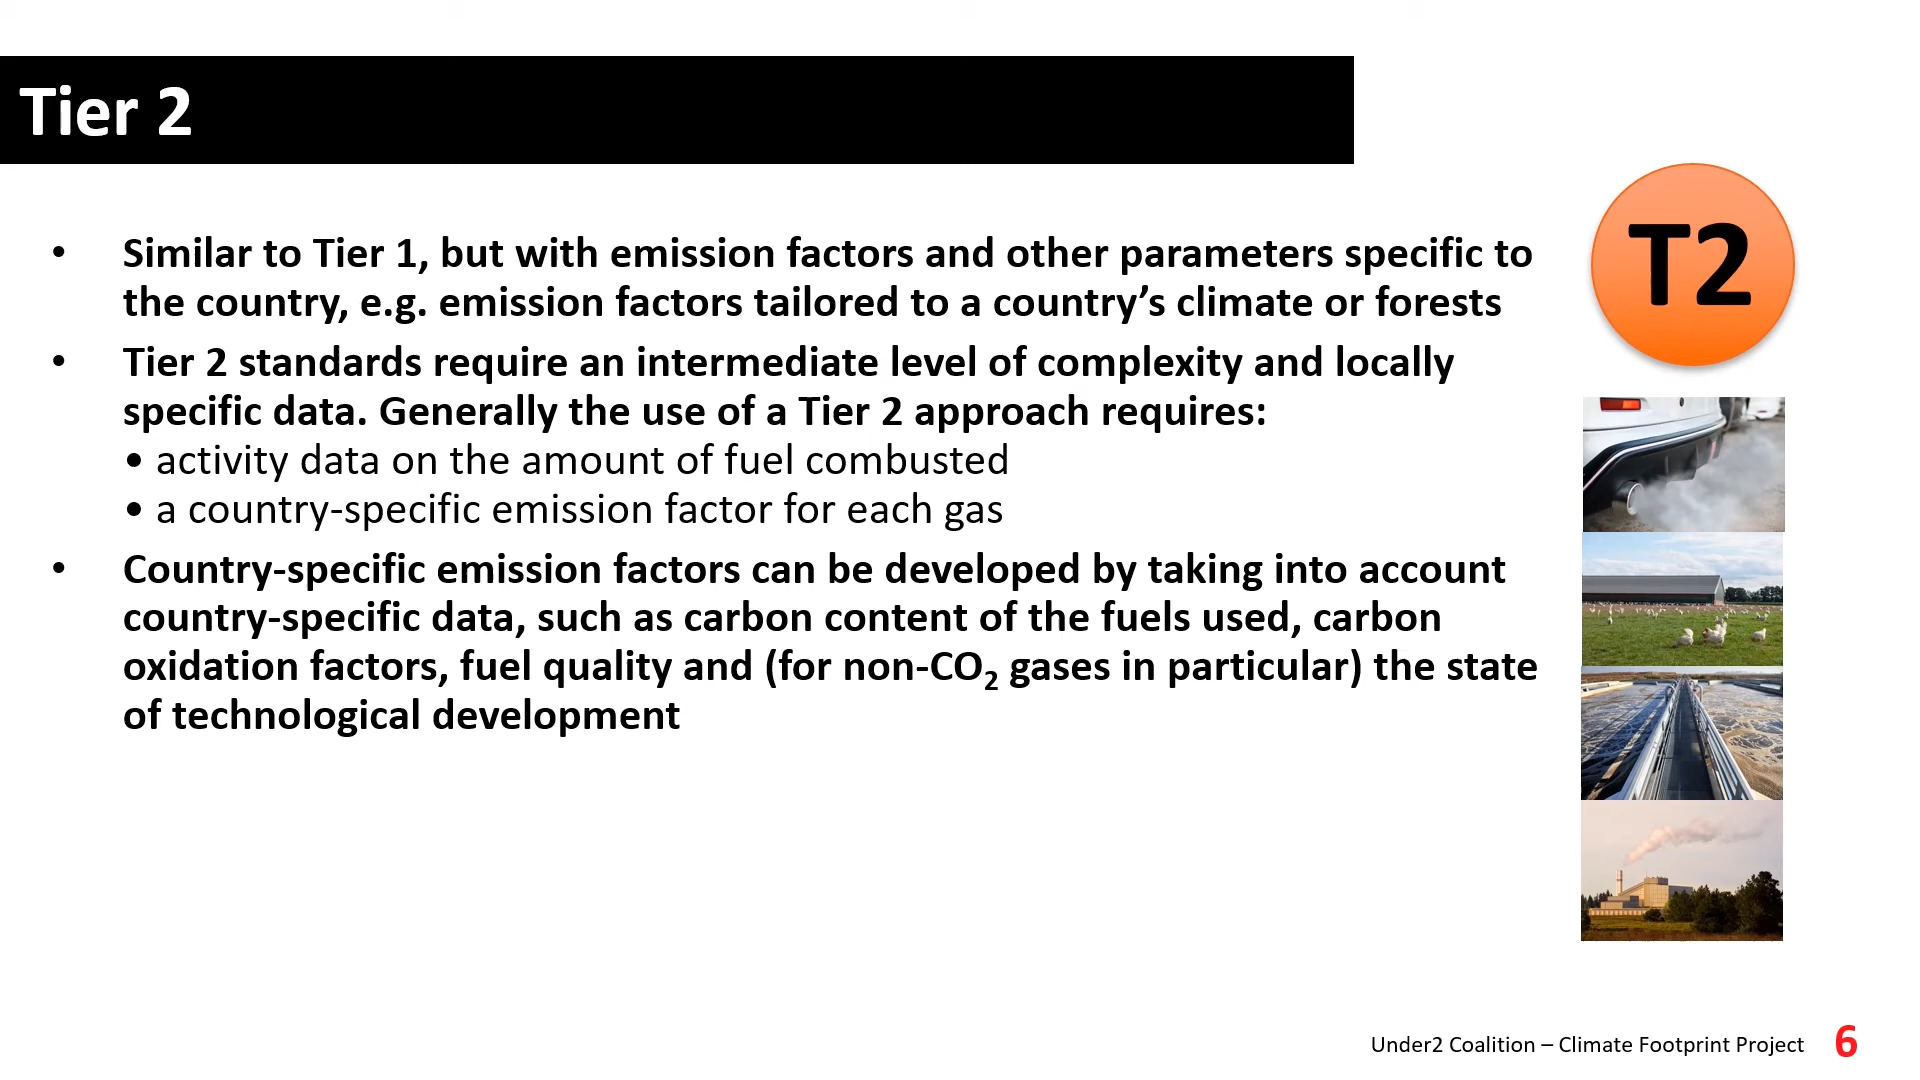 Tier 2
T2
• Similar to Tier 1, but with emission factors and other parameters specific to
the country, e.g. emission factors tailored to a country’s climate or forests
• Tier 2 standards require an intermediate level of complexity and locally
specific data. Generally the use of a Tier 2 approach requires:
• activity data on the amount of fuel combusted
• a country-specific emission factor for each gas
• Country-specific emission factors can be developed by taking into account
country-specific data, such as carbon content of the fuels used, carbon
oxidation factors, fuel quality and (for non-CO₂ gases in particular) the state
of technological development
Under2 Coalition – Climate Footprint Project 6